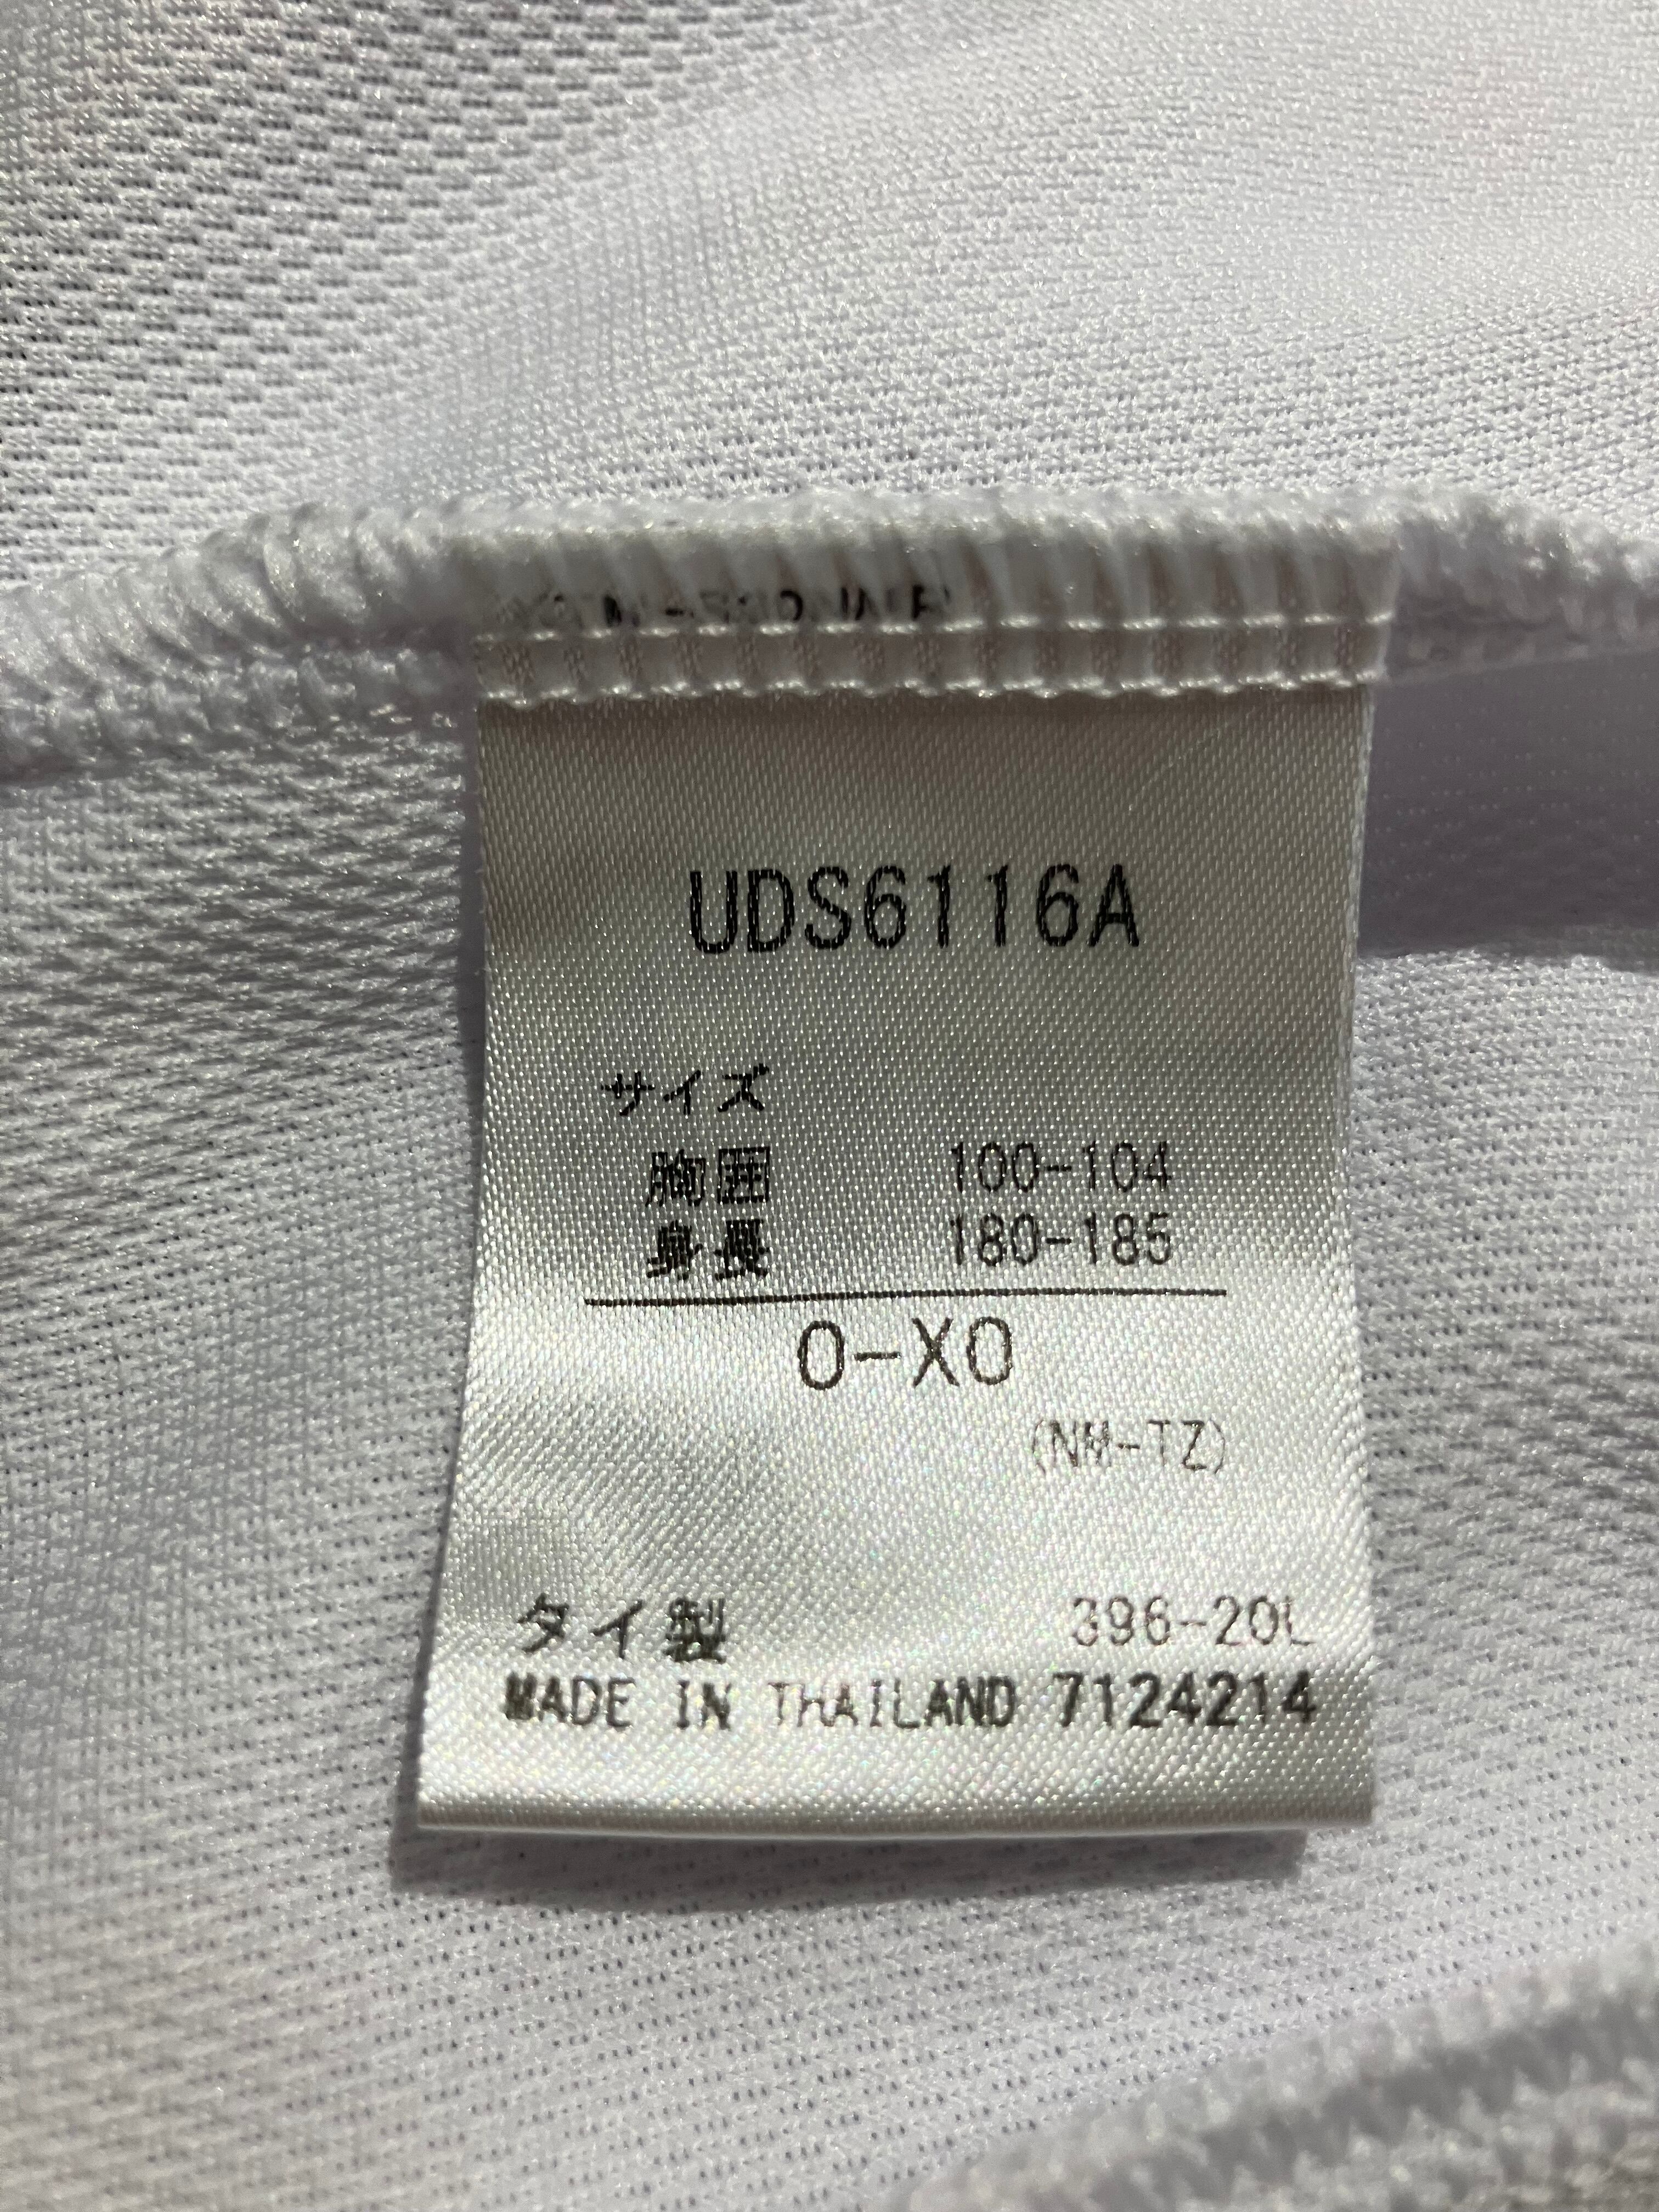 UDS6116A
サイズ
胸囲 100-104
身長 180-185
O-XO
(NM-TZ)
タイ製 396-20L
MADE IN THAILAND 7124214